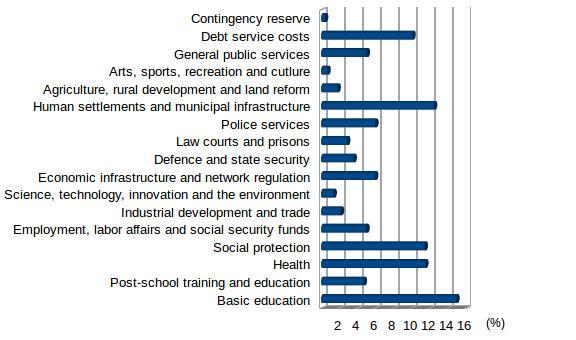 Contingency reserve
Debt service costs
General public services
Arts, sports, recreation and cutlure
Agriculture, rural development and land reform
Human settlements and municipal infrastructure
Police services
Law courts and prisons
Defence and state security
Economic infrastructure and network regulation
Science, technology, innovation and the environment
Industrial development and trade
Employment, labor affairs and social security funds
Social protection
Health
Post-school training and education
Basic education
2 4 6 8 10 12 14 16 (%)